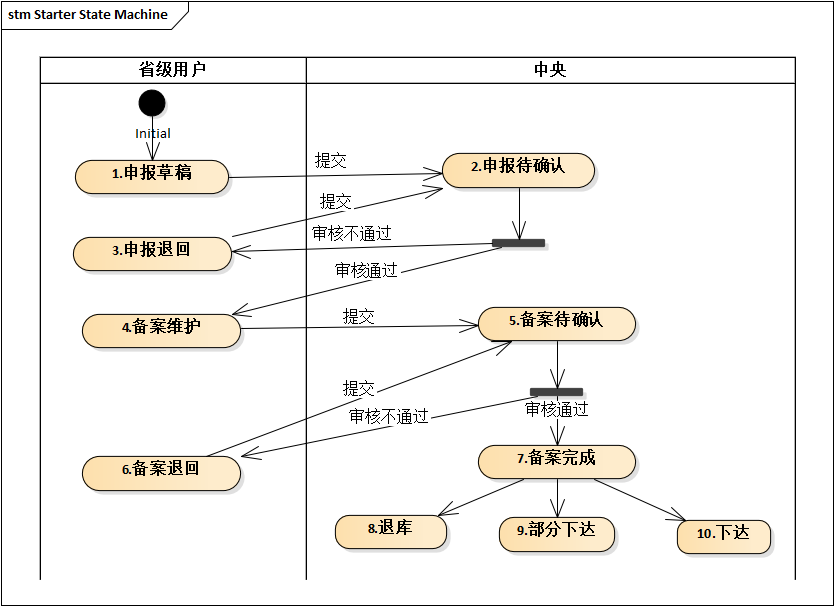 stm Starter State Machine
省级用户
中央
Initial
1.申报草稿
提交
2.申报待确认
提交
审核不通过
3.申报退回
审核通过
4.备案维护
提交
5.备案待确认
提交
审核通过
审核不通过
6.备案退回
7.备案完成
8.退库
9.部分下达
10.下达